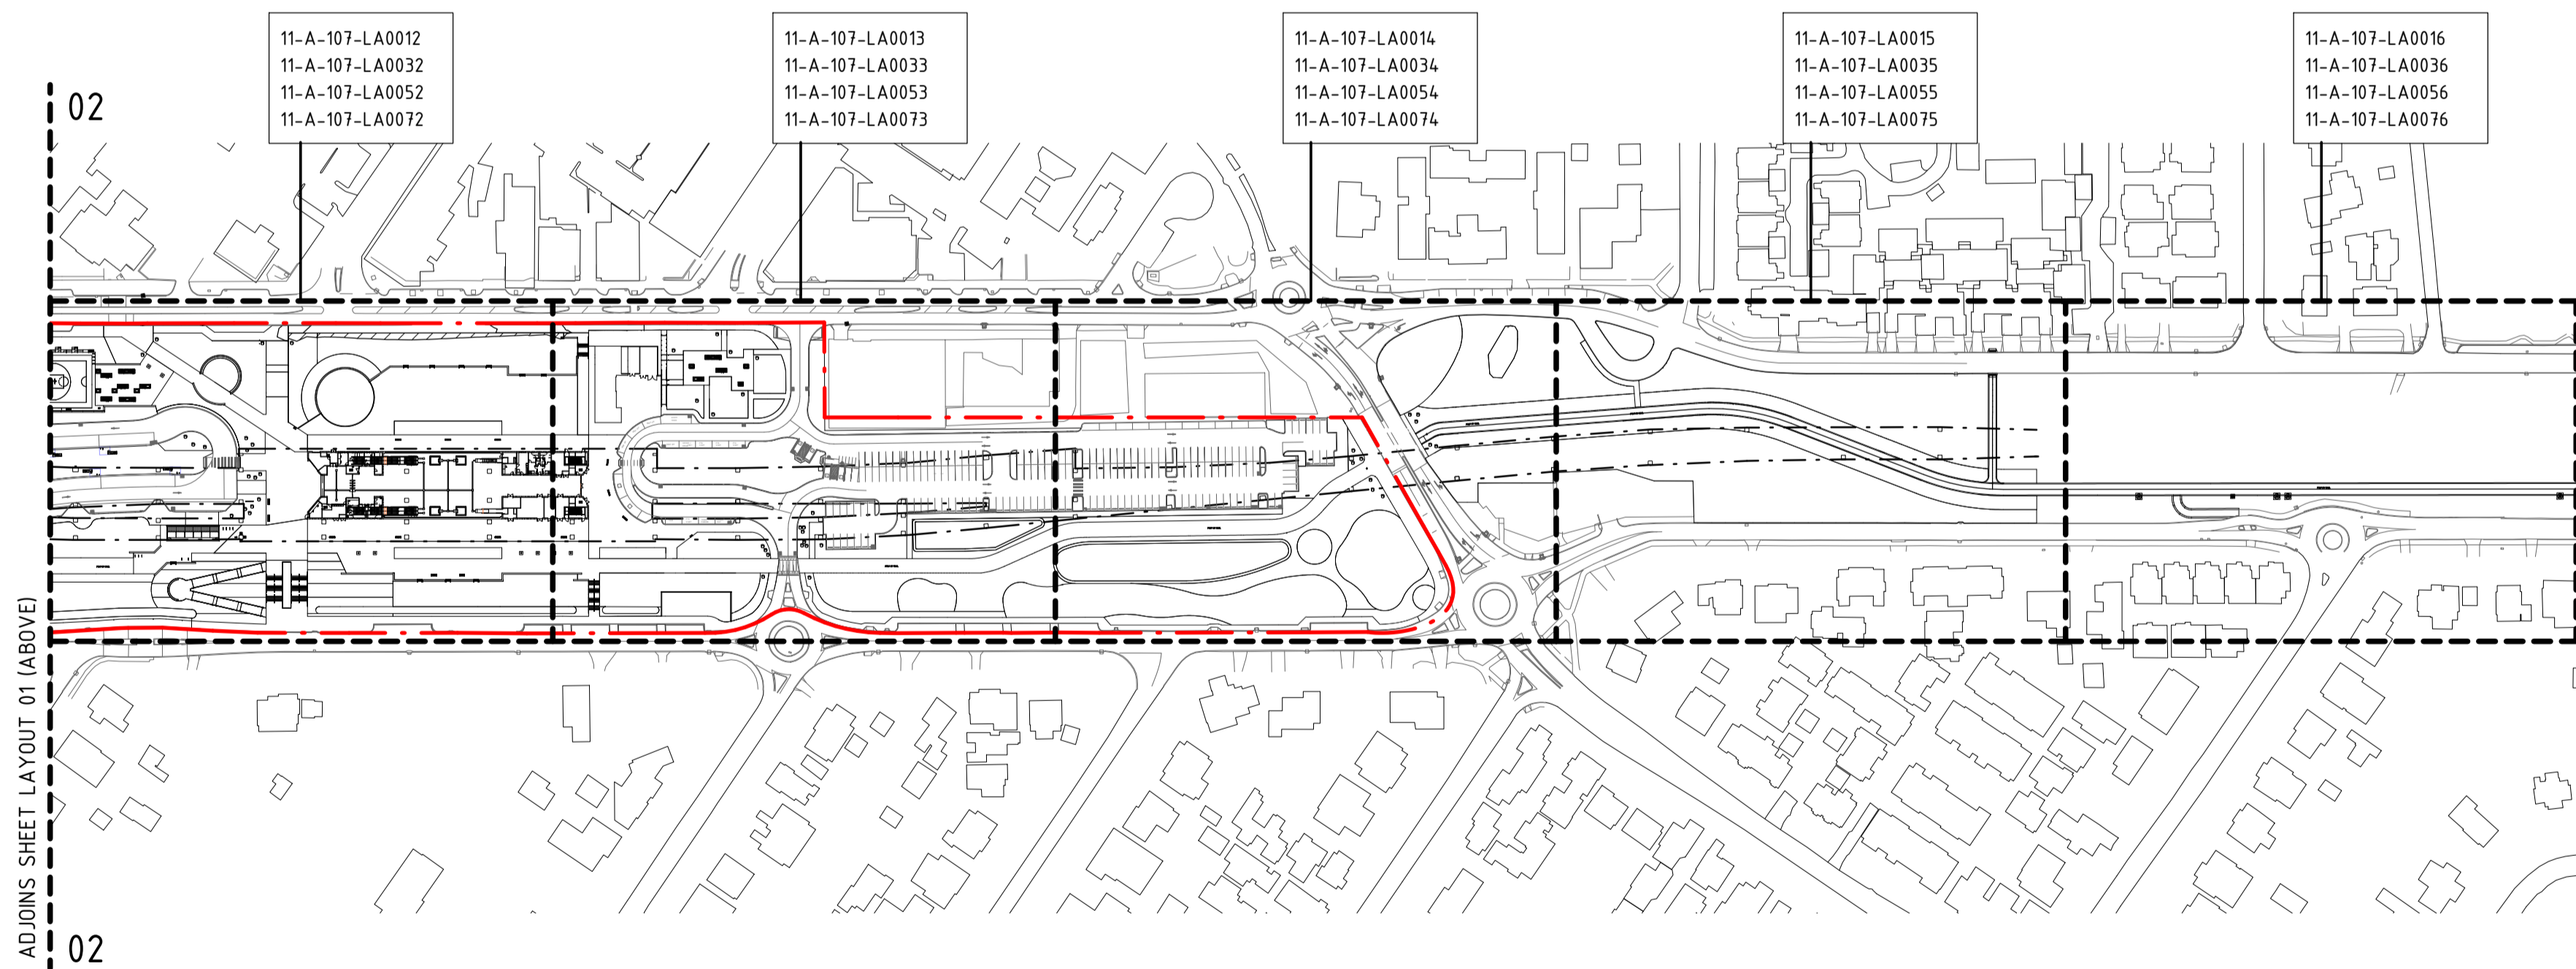 11-A-107-LA0012
11-A-107-LA0032
11-A-107-LA0052
11-A-107-LA0072
11-A-107-LA0013
11-A-107-LA0033
11-A-107-LA0053
11-A-107-LA0073
11-A-107-LA0014
11-A-107-LA0034
11-A-107-LA0054
11-A-107-LA0074
11-A-107-LA0015
11-A-107-LA0035
11-A-107-LA0055
11-A-107-LA0075
11-A-107-LA0016
11-A-107-LA0036
11-A-107-LA0056
11-A-107-LA0076
02
ADJOINS SHEET LAYOUT 01 (ABOVE)
02